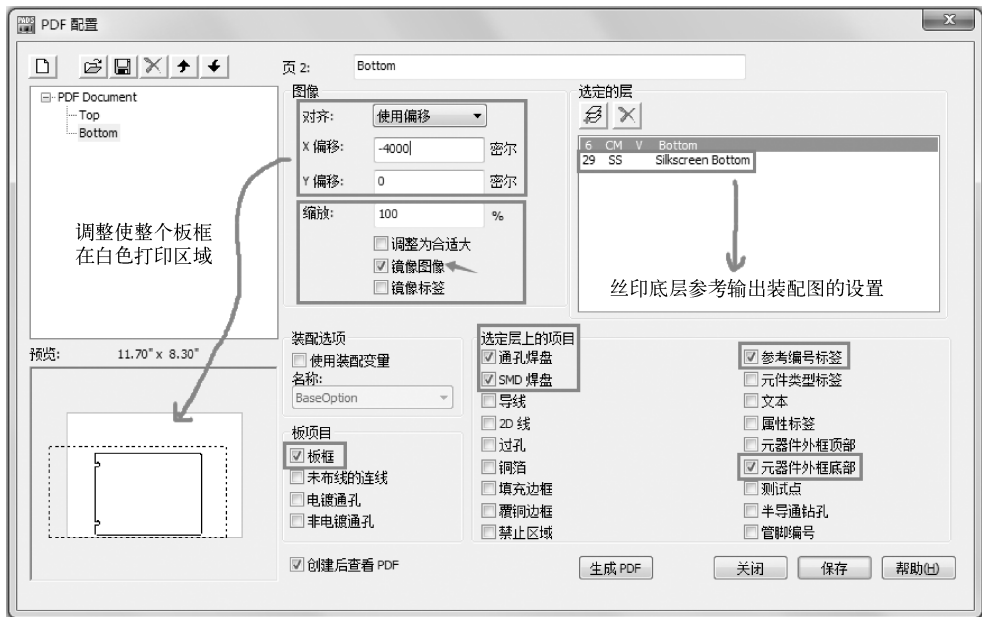 PDF 配置
页 2: Bottom
PDF Document
Top
Bottom
图像
对齐: 使用偏移
X 偏移: -4000 密尔
Y 偏移: 0 密尔
缩放: 100 %
调整为合适大
镜像图像
镜像标签
选定的层
6 CM V Bottom
29 SS Silkscreen Bottom
调整使整个板框
在白色打印区域
丝印底层参考输出装配图的设置
预览: 11.70" x 8.30"
装配选项
使用装配变量
名称:
BaseOption
板项目
板框
未布线的连线
电镀通孔
非电镀通孔
选定层上的项目
通孔焊盘
SMD 焊盘
导线
2D 线
过孔
铜箔
填充边框
覆铜边框
禁止区域
参考编号标签
元件类型标签
文本
属性标签
元器件外框顶部
元器件外框底部
测试点
半导通钻孔
管脚编号
创建后查看 PDF
生成 PDF
关闭
保存
帮助(H)